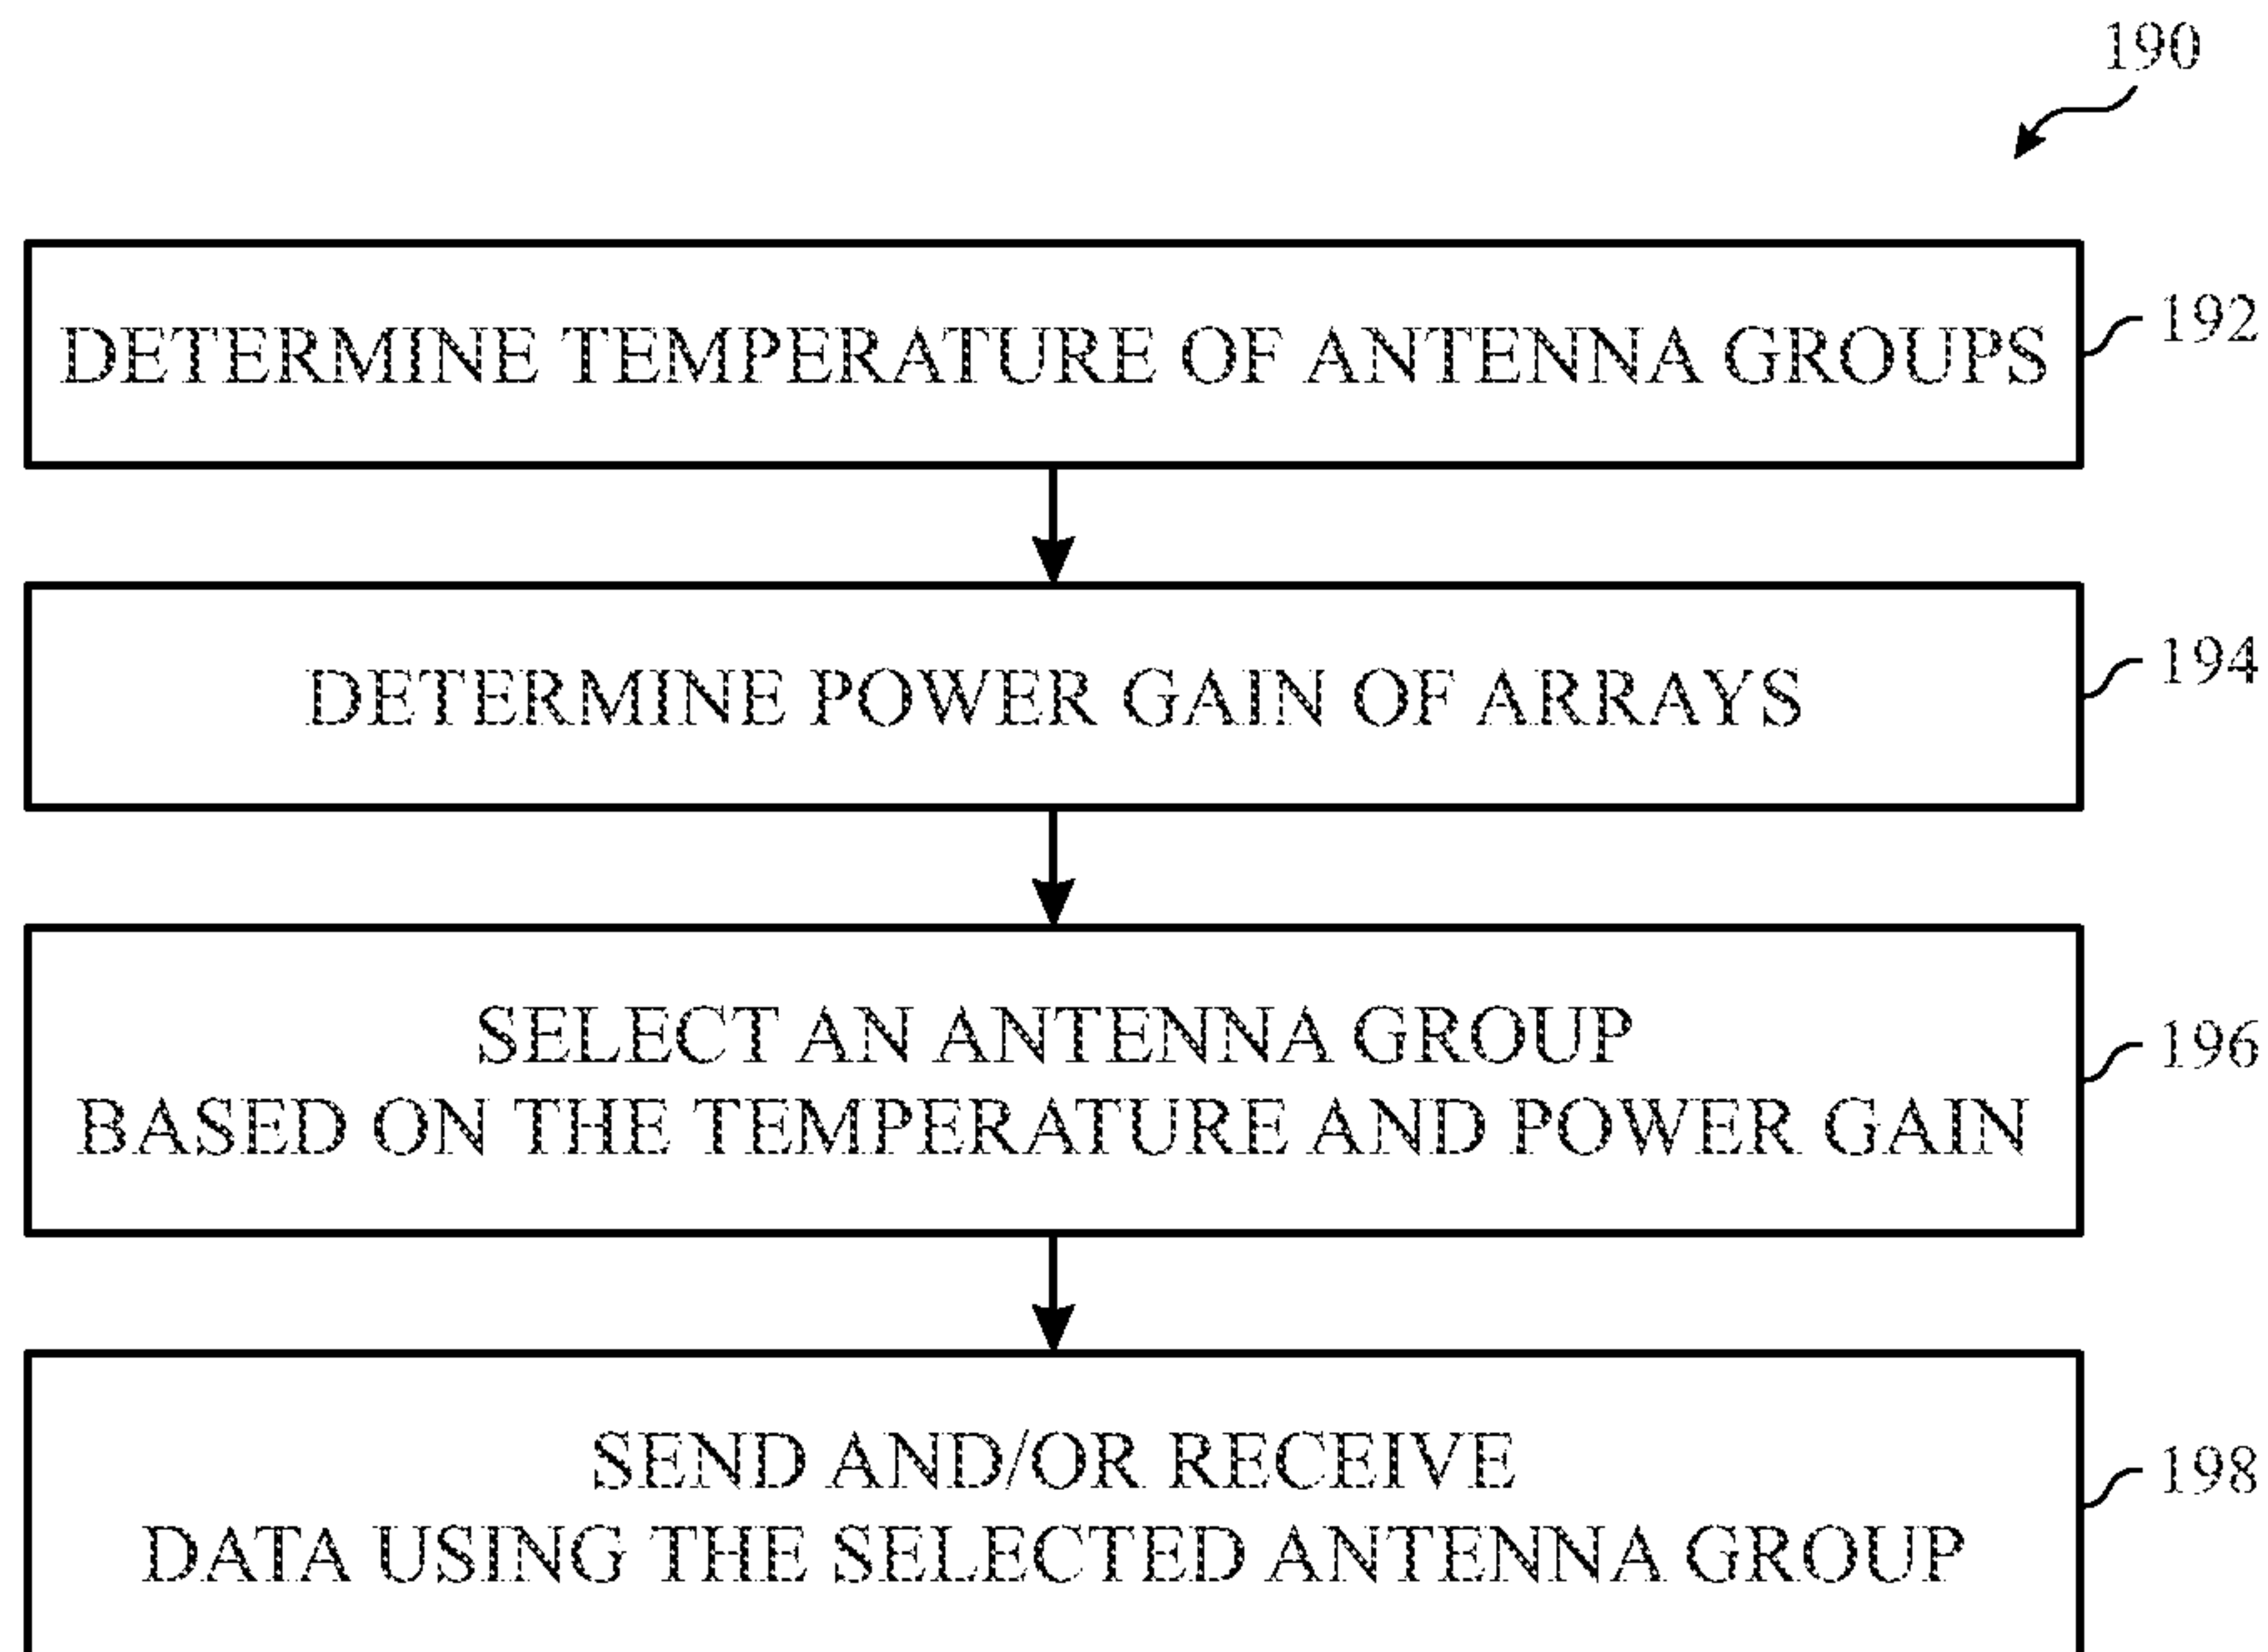 190
DETERMINE TEMPERATURE OF ANTENNA GROUPS
192
DETERMINE POWER GAIN OF ARRAYS
194
SELECT AN ANTENNA GROUP
BASED ON THE TEMPERATURE AND POWER GAIN
196
SEND AND/OR RECEIVE
DATA USING THE SELECTED ANTENNA GROUP
198